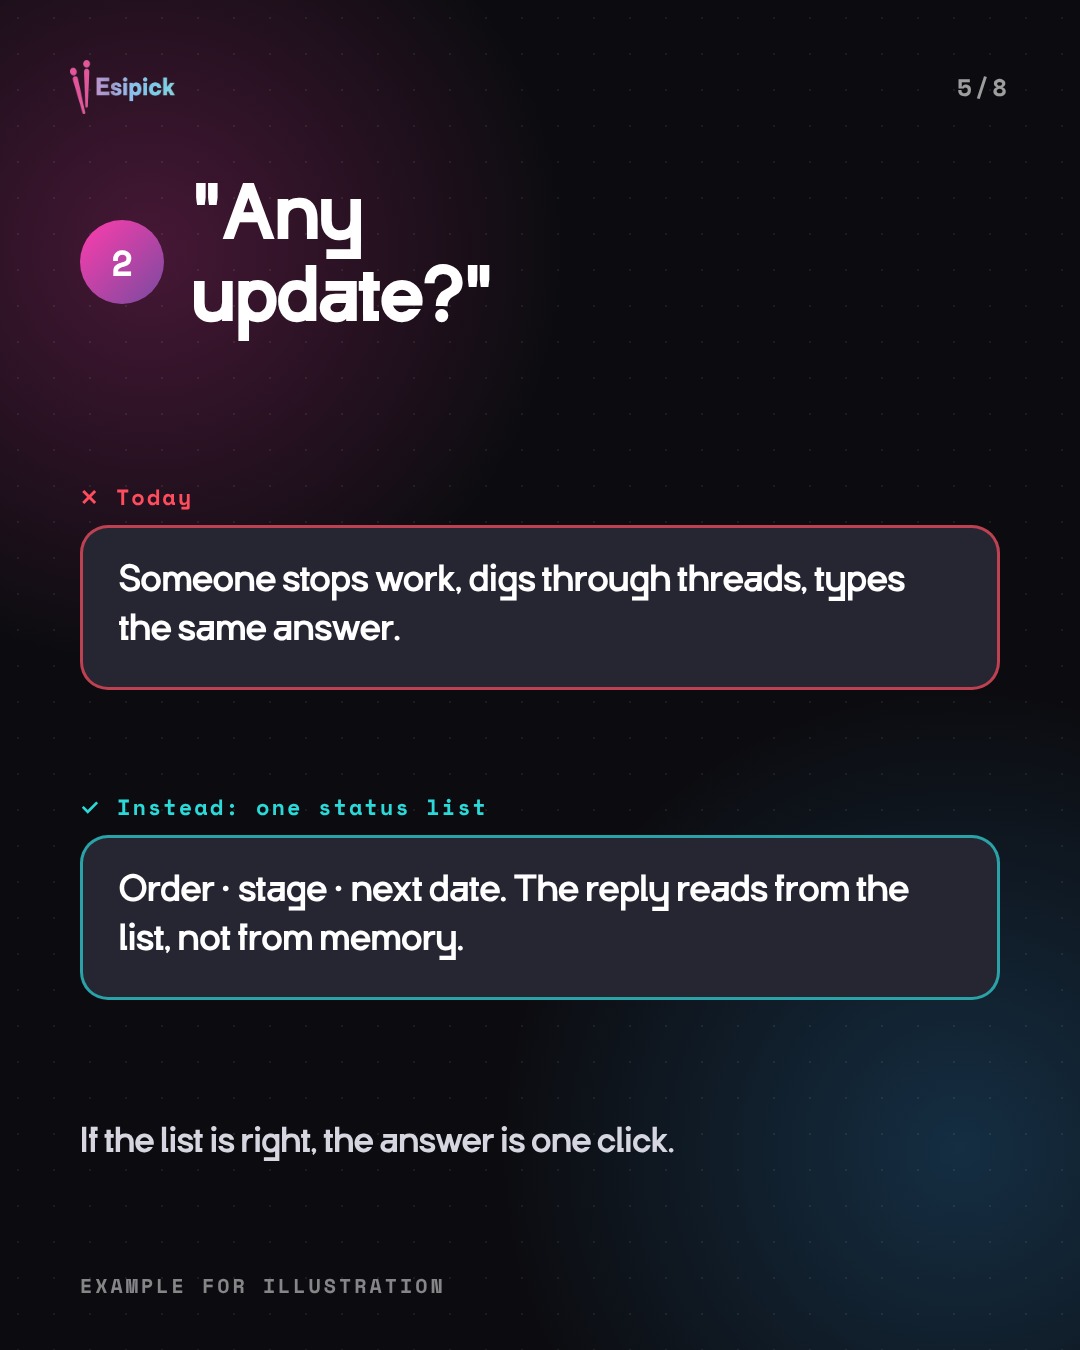 Esipick
5 / 8
2
"Any
update?"
✕ Today
Someone stops work, digs through threads, types
the same answer.
✓ Instead: one status list
Order · stage · next date. The reply reads from the
list, not from memory.
If the list is right, the answer is one click.
EXAMPLE FOR ILLUSTRATION